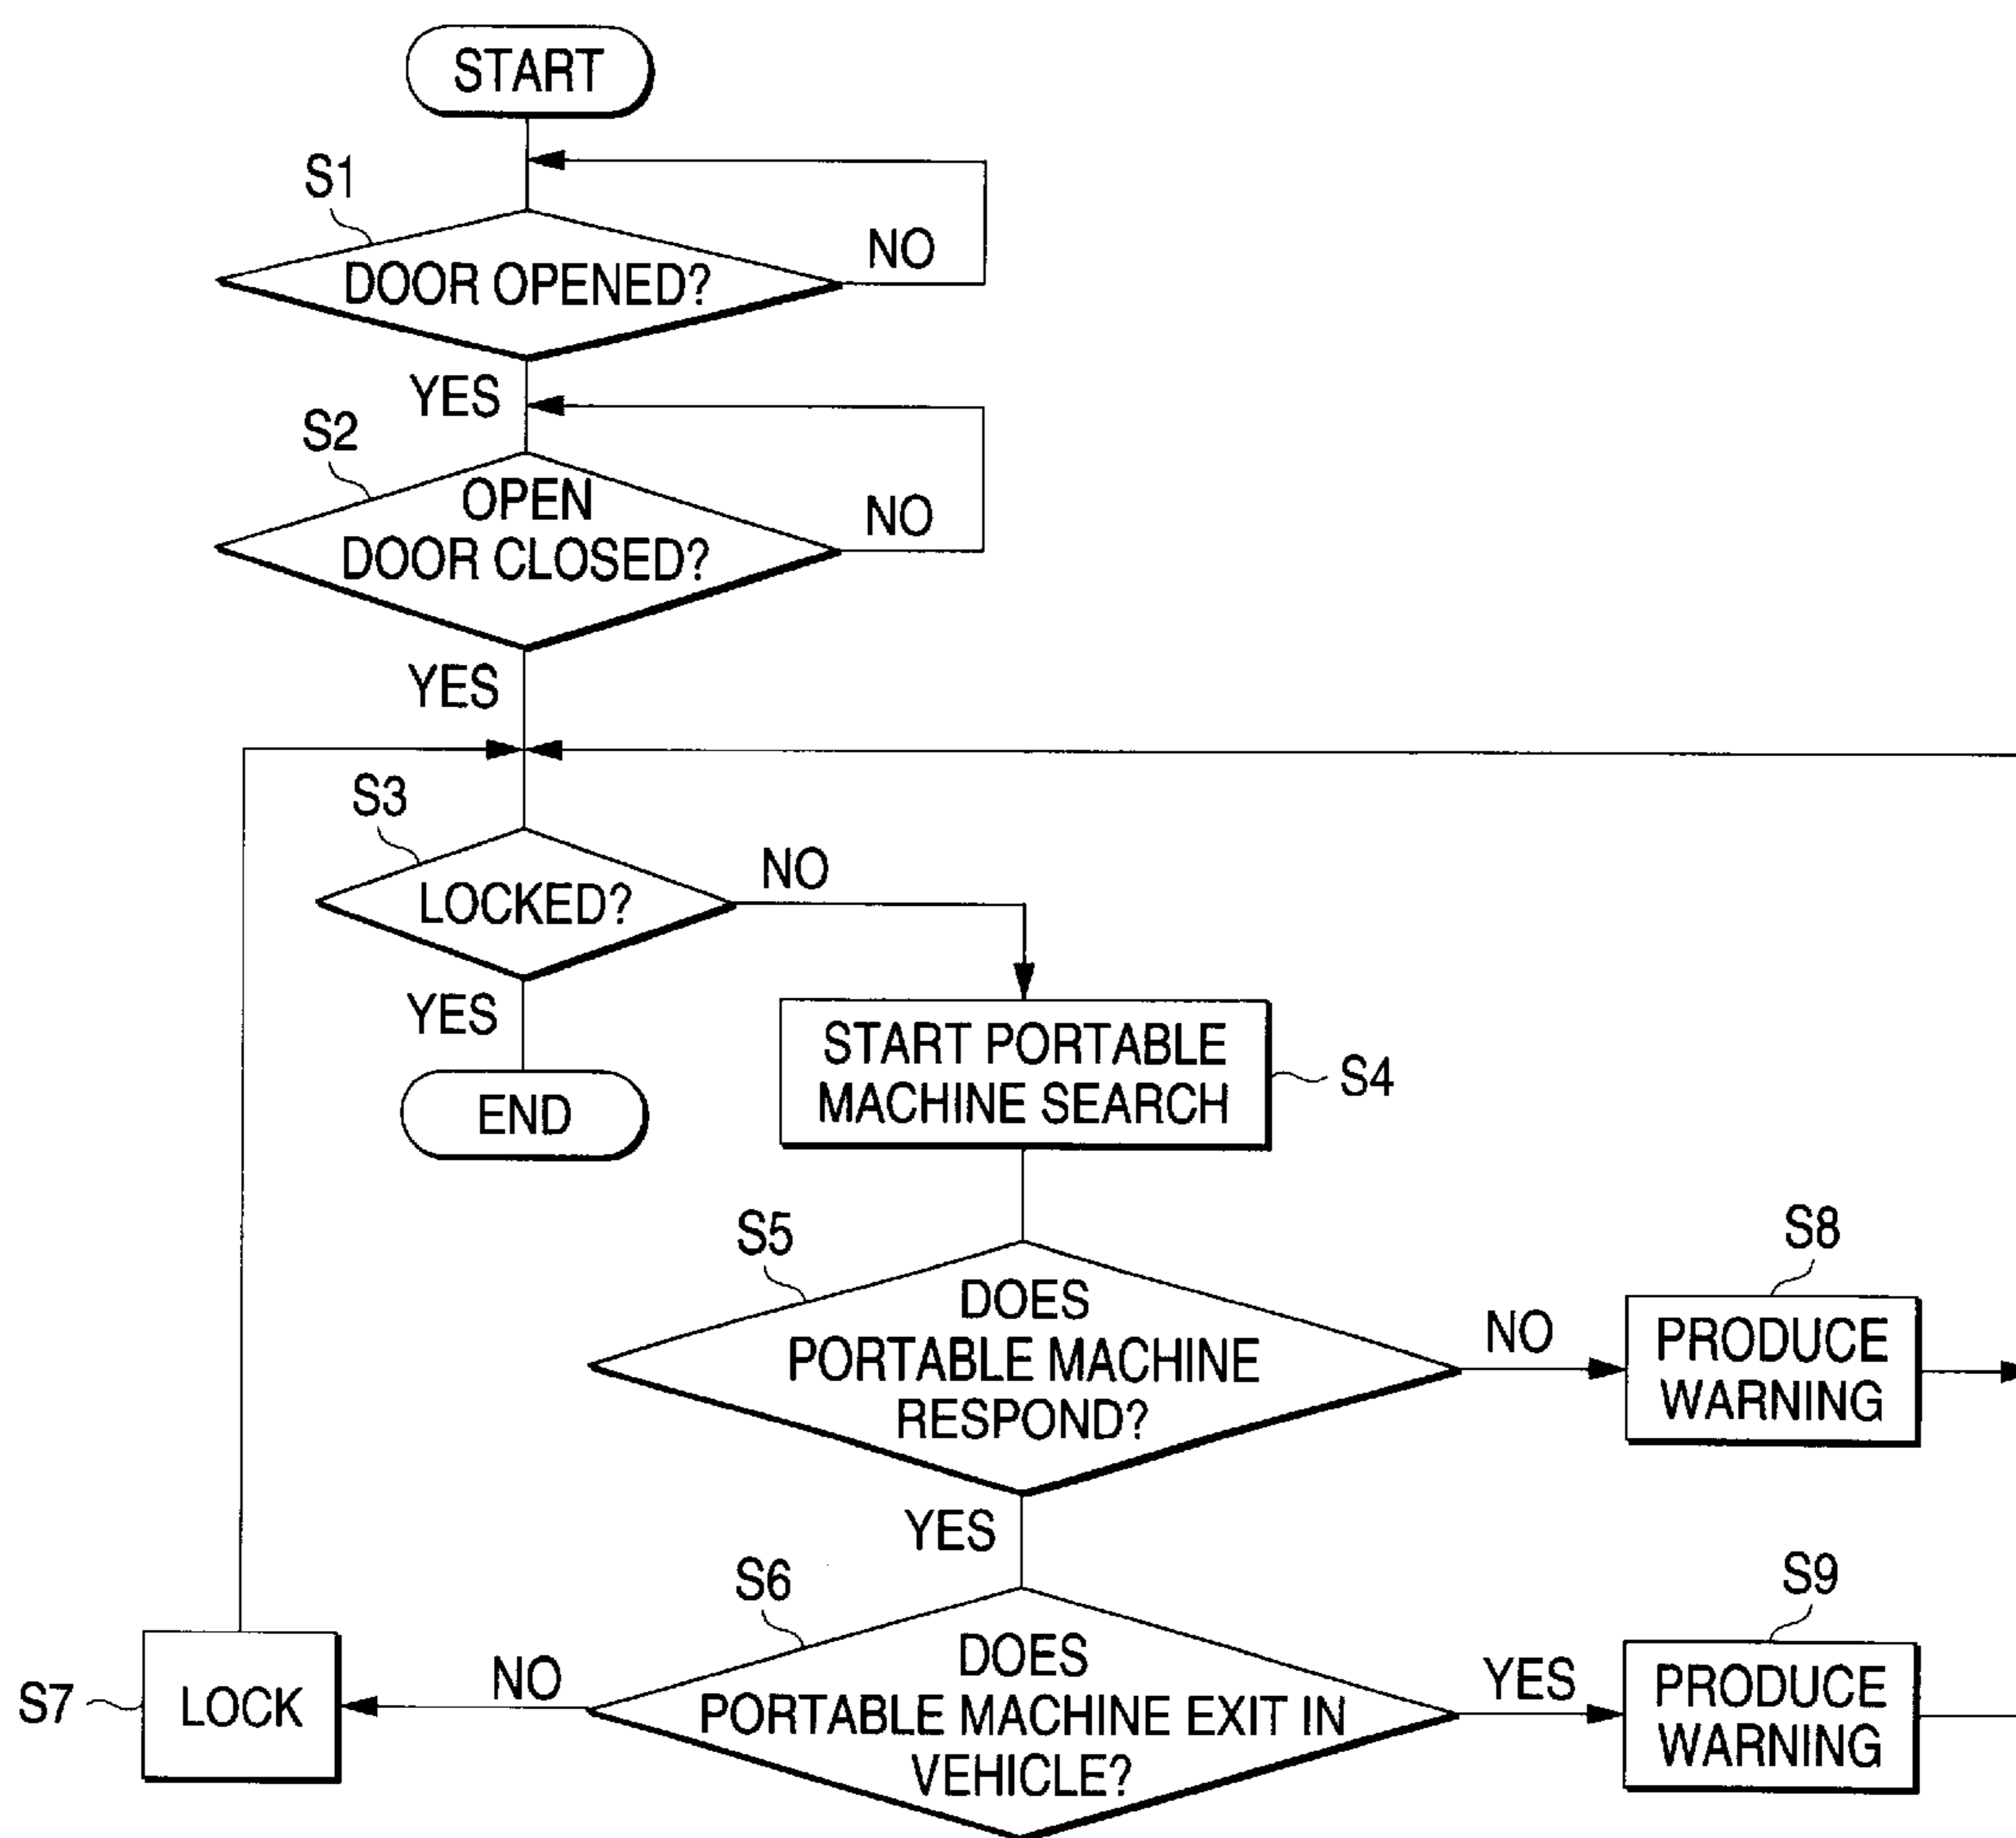 START
S1
NO
DOOR OPENED?
YES
S2
OPEN
NO
DOOR CLOSED?
YES
S3
NO
LOCKED?
YES
START PORTABLE
MACHINE SEARCH
S4
END
S5
S8
DOES
PORTABLE MACHINE
RESPOND?
NO
PRODUCE
WARNING
YES
S6
S9
DOES
PORTABLE MACHINE EXIT IN
VEHICLE?
YES
PRODUCE
WARNING
NO
S7
LOCK